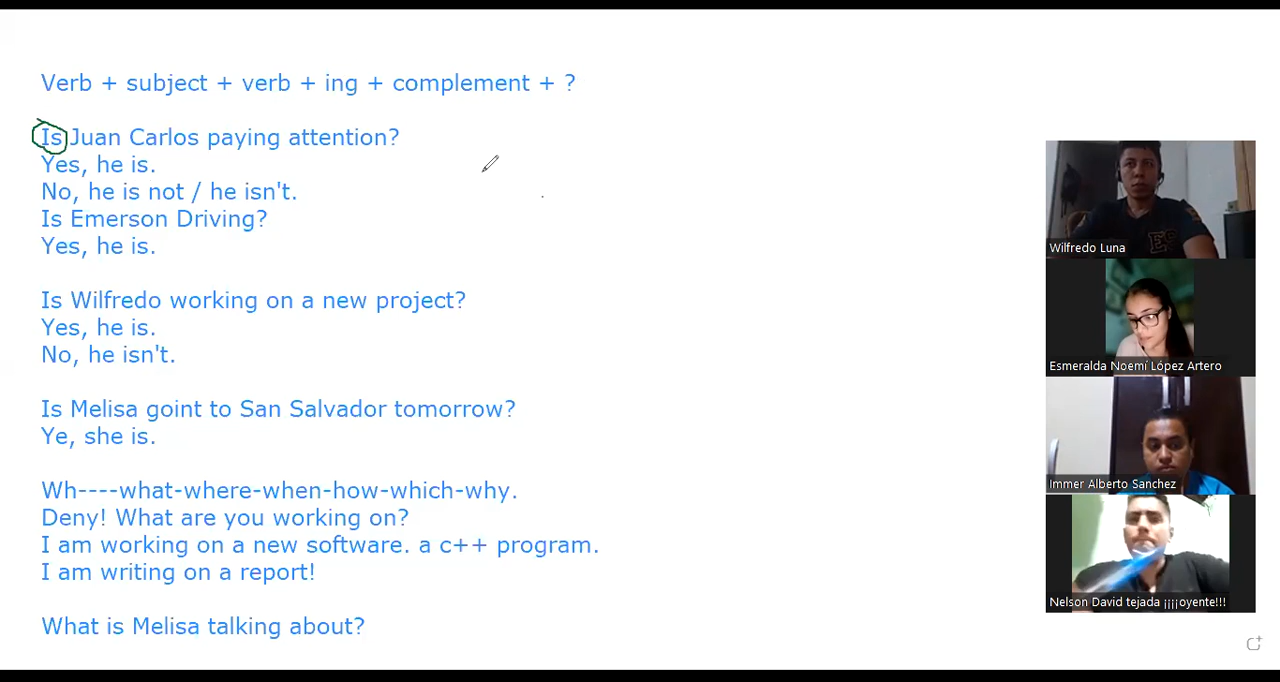 Verb + subject + verb + ing + complement + ?
Is Juan Carlos paying attention?
Yes, he is.
No, he is not / he isn't.
Is Emerson Driving?
Yes, he is.
Is Wilfredo working on a new project?
Yes, he is.
No, he isn't.
Is Melisa goint to San Salvador tomorrow?
Ye, she is.
Wh----what-where-when-how-which-why.
Deny! What are you working on?
I am working on a new software. a c++ program.
I am writing on a report!
What is Melisa talking about?
ES
Wilfredo Luna
Esmeralda Noemí López Artero
Immer Alberto Sanchez
Nelson David tejada ¡¡¡¡oyente!!!